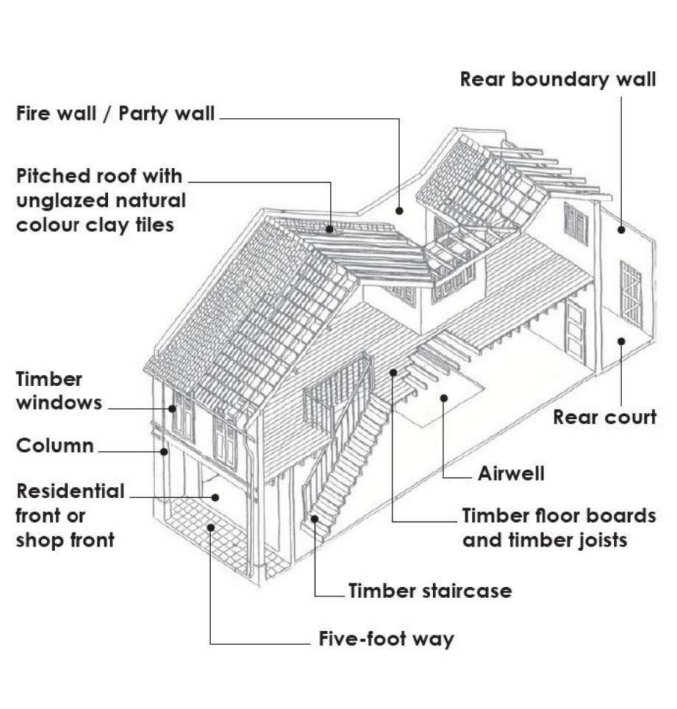 Rear boundary wall
Fire wall / Party wall
Pitched roof with
unglazed natural
colour clay tiles
Timber
windows
Column
Residential
front or
shop front
Rear court
Airwell
Timber floor boards
and timber joists
Timber staircase
Five-foot way